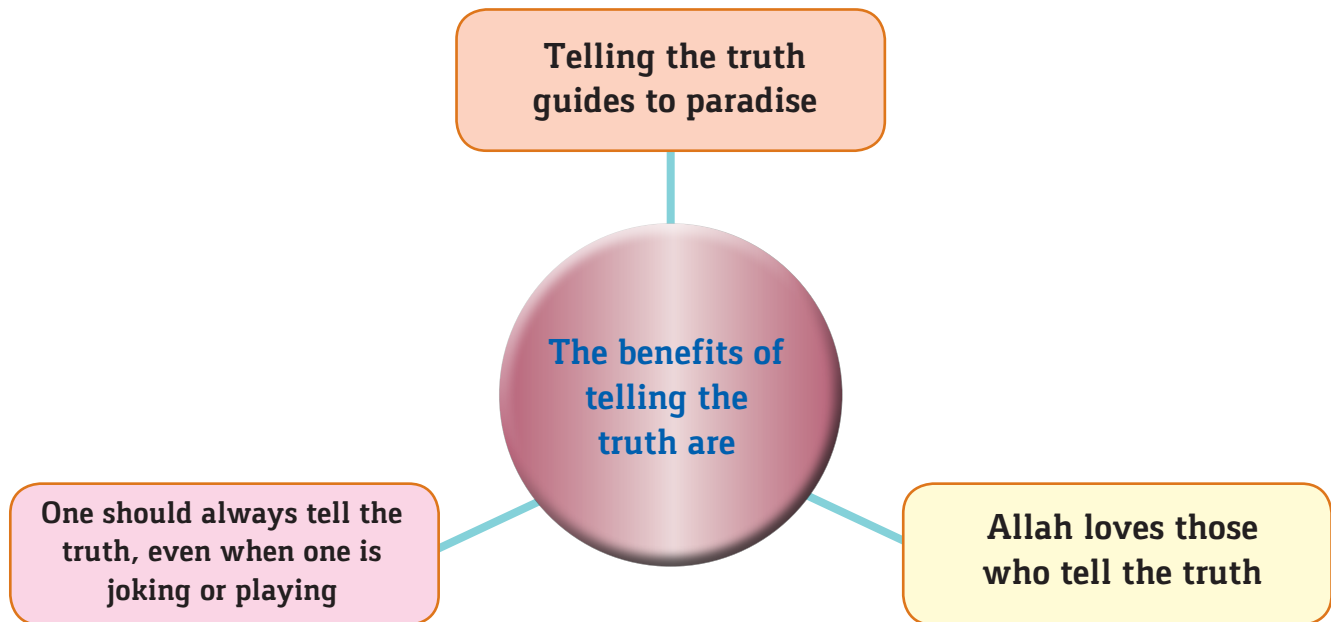 Telling the truth
guides to paradise
The benefits of
telling the
truth are
One should always tell the
truth, even when one is
joking or playing
Allah loves those
who tell the truth